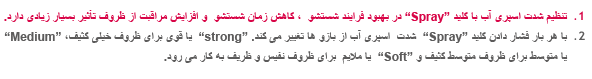 1. تنظیم شدت اسپری آب با کلید “Spray” در بهبود فرایند شستشو ، کاهش زمان شستشو و افزایش مراقبت از ظروف تأثیر بسیار زیادی دارد.
2. با هر بار فشار دادن کلید “Spray” شدت اسپری آب از بازو ها تغییر می کند. “strong” یا قوی برای ظروف خیلی کثیف، “Medium”
یا متوسط برای ظروف متوسط کثیف و “Soft” یا ملایم برای ظروف نفیس و ظریف به کار می رود.